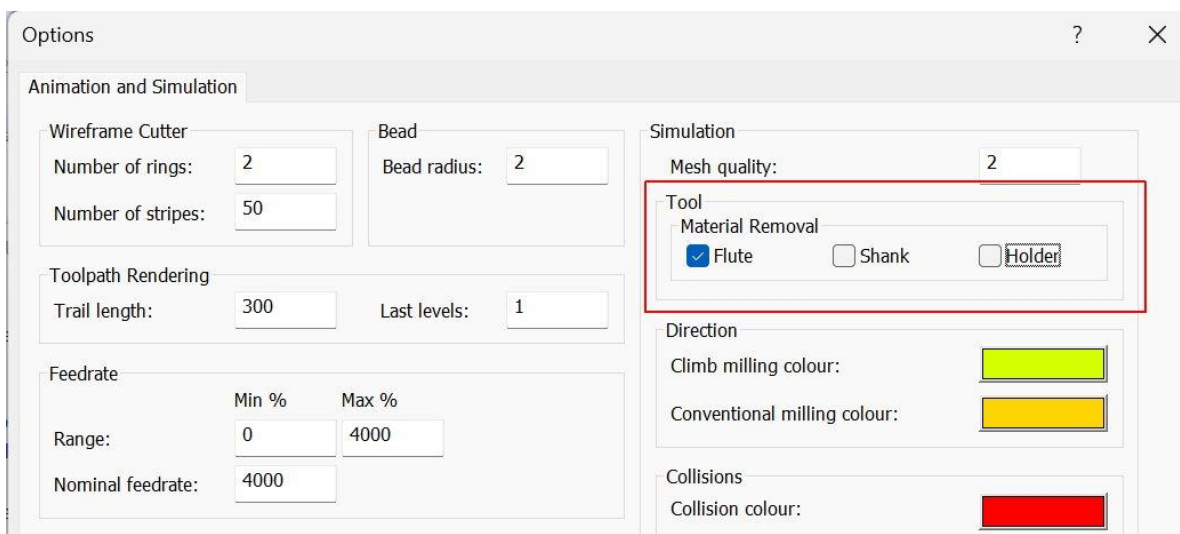 Options
?
Animation and Simulation
Wireframe Cutter
Number of rings: 2
Number of stripes: 50
Bead
Bead radius: 2
Toolpath Rendering
Trail length: 300 Last levels: 1
Feedrate
Min % Max %
Range: 0 4000
Nominal feedrate: 4000
Simulation
Mesh quality: 2
Tool
Material Removal
Flute Shank Holder
Direction
Climb milling colour:
Conventional milling colour:
Collisions
Collision colour: